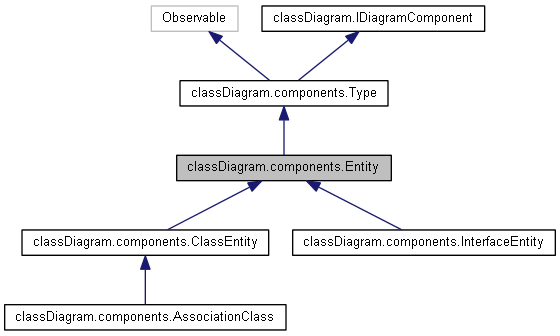 Observable
classDiagram.IDiagramComponent
classDiagram.components.Type
classDiagram.components.Entity
classDiagram.components.ClassEntity
classDiagram.components.InterfaceEntity
classDiagram.components.AssociationClass